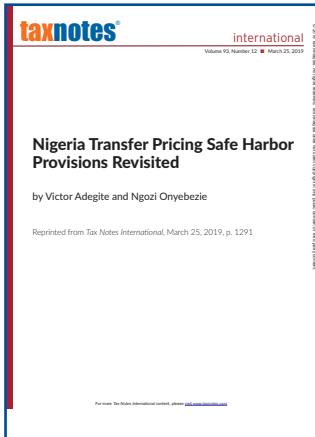 taxnotes®
international
Volume 93, Number 12 ■ March 25, 2019
Nigeria Transfer Pricing Safe Harbor
Provisions Revisited
by Victor Adegite and Ngozi Onyebezie
Reprinted from Tax Notes International, March 25, 2019, p. 1291
For more Tax Notes International content, please visit www.taxnotes.com.